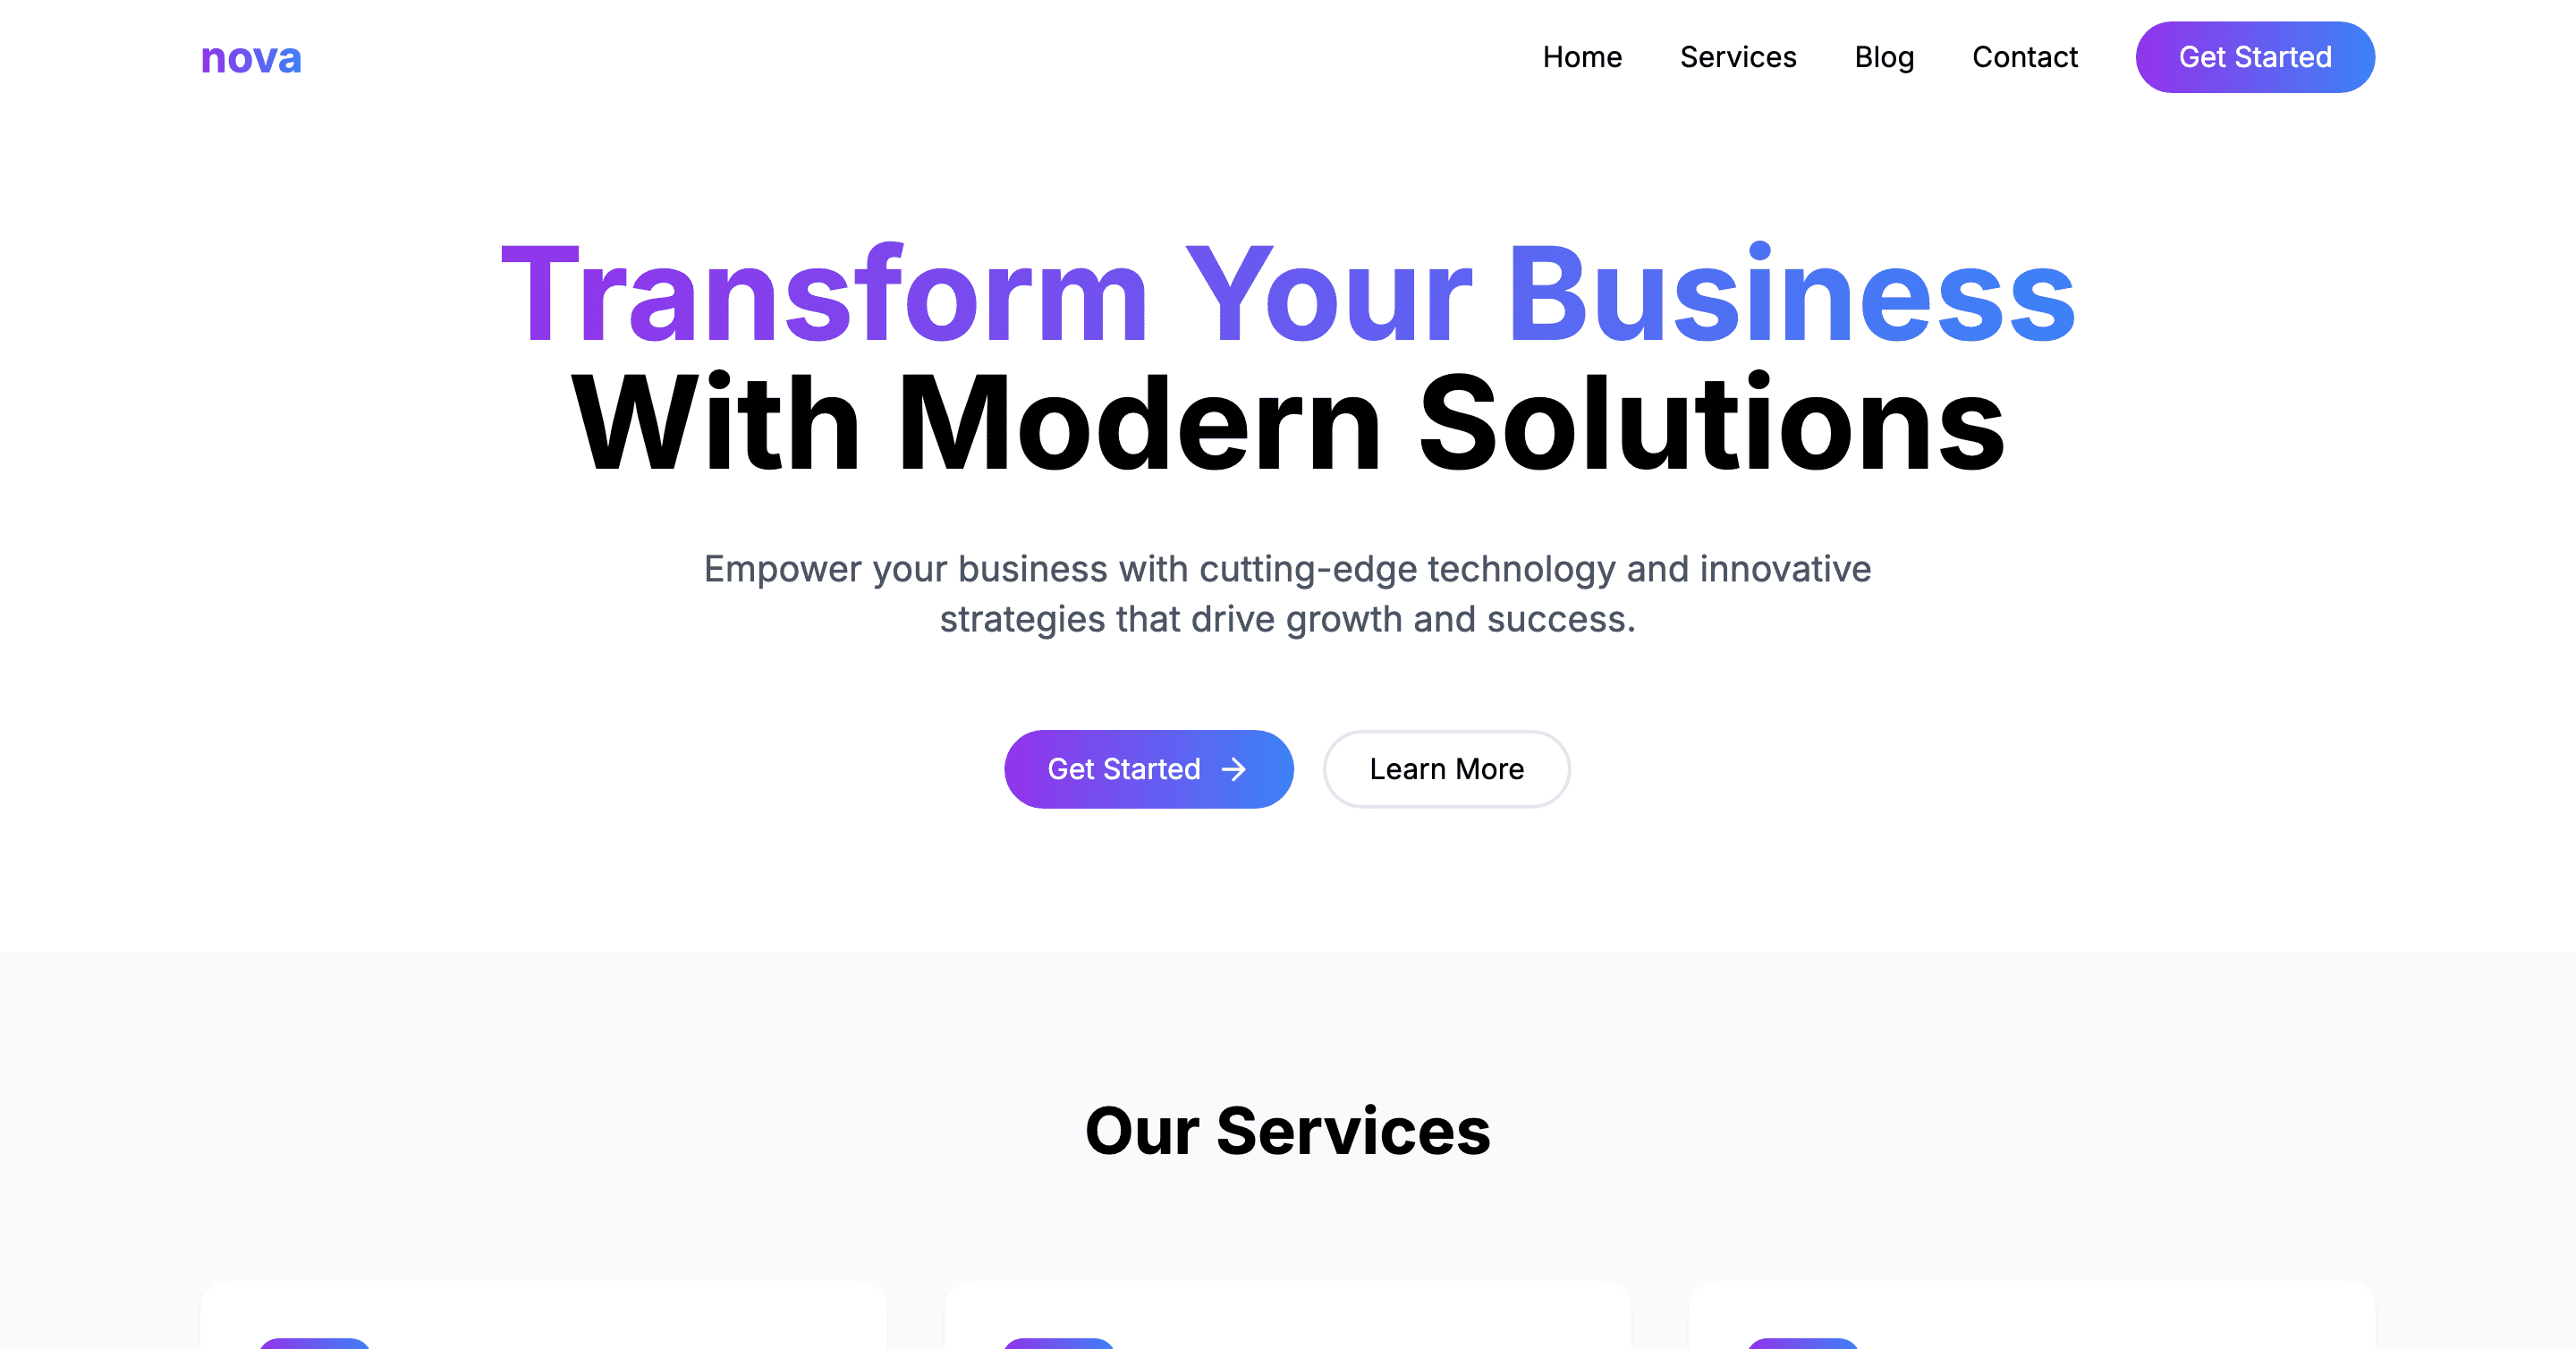 nova
Home
Services
Blog
Contact
Get Started
Transform Your Business
With Modern Solutions
Empower your business with cutting-edge technology and innovative
strategies that drive growth and success.
Get Started
Learn More
Our Services